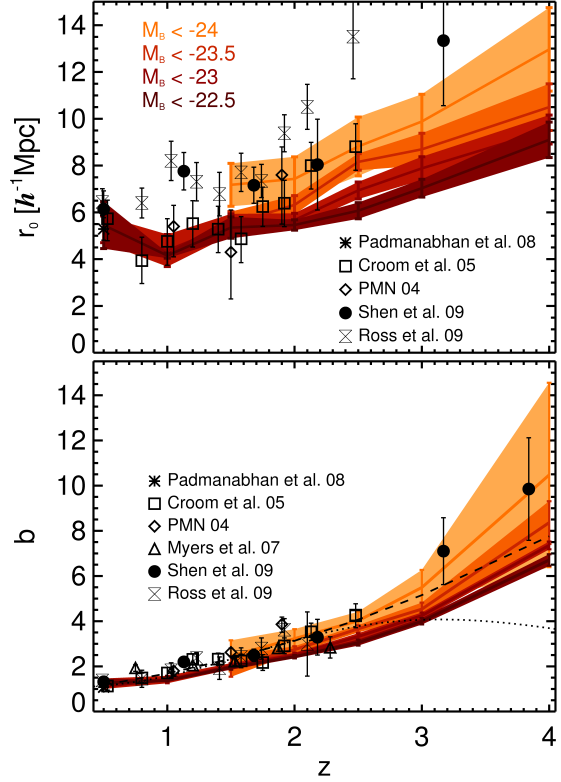 14
12
10
8
6
4
2
0
r₀ [h⁻¹Mpc]
M_B < -24
M_B < -23.5
M_B < -23
M_B < -22.5
Padmanabhan et al. 08
Croom et al. 05
PMN 04
Shen et al. 09
Ross et al. 09
14
12
10
8
6
4
2
0
b
Padmanabhan et al. 08
Croom et al. 05
PMN 04
Myers et al. 07
Shen et al. 09
Ross et al. 09
1 2 3 4
z